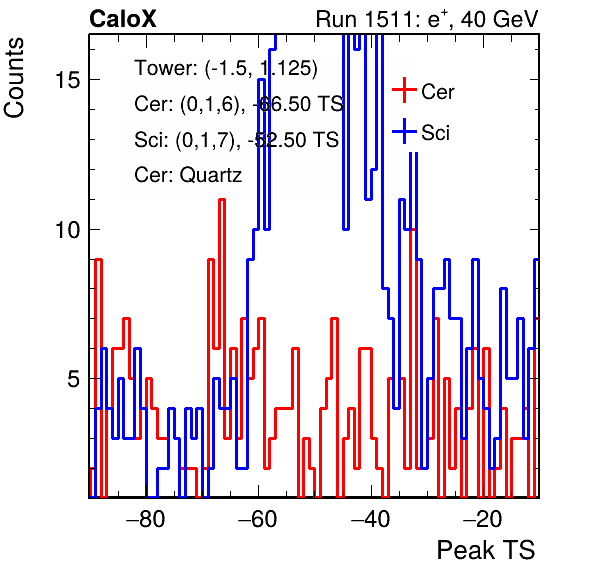 CaloX Run 1511: e⁺, 40 GeV
Counts
Tower: (-1.5, 1.125)
Cer: (0,1,6), -66.50 TS
Sci: (0,1,7), -52.50 TS
Cer: Quartz
Cer
Sci
15
10
5
−80 −60 −40 −20
Peak TS